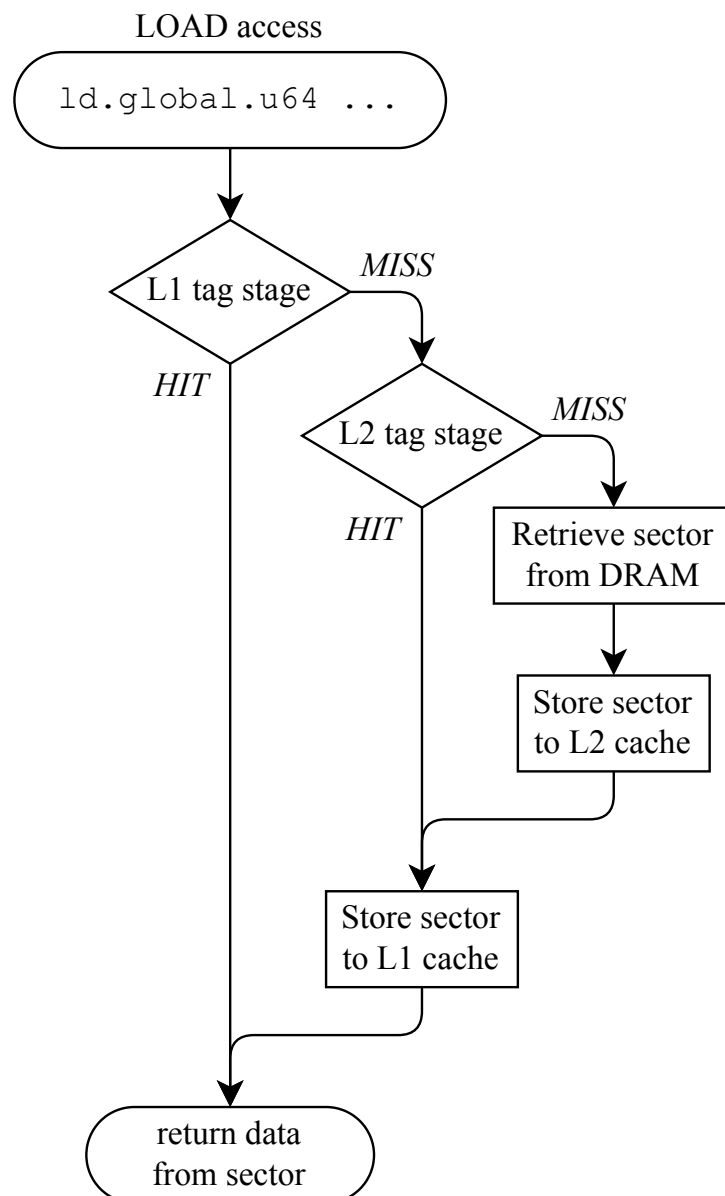 LOAD access
ld.global.u64 ...
L1 tag stage
MISS
HIT
L2 tag stage
MISS
HIT
Retrieve sector
from DRAM
Store sector
to L2 cache
Store sector
to L1 cache
return data
from sector